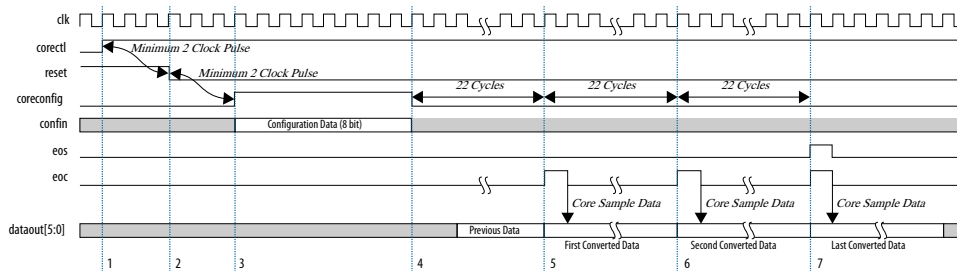 clk
corectl
Minimum 2 Clock Pulse
reset
Minimum 2 Clock Pulse
coreconfig
22 Cycles 22 Cycles 22 Cycles
confin
Configuration Data (8 bit)
eos
eoc
Core Sample Data Core Sample Data Core Sample Data
dataout[5:0]
Previous Data
First Converted Data Second Converted Data Last Converted Data
1 2 3 4 5 6 7